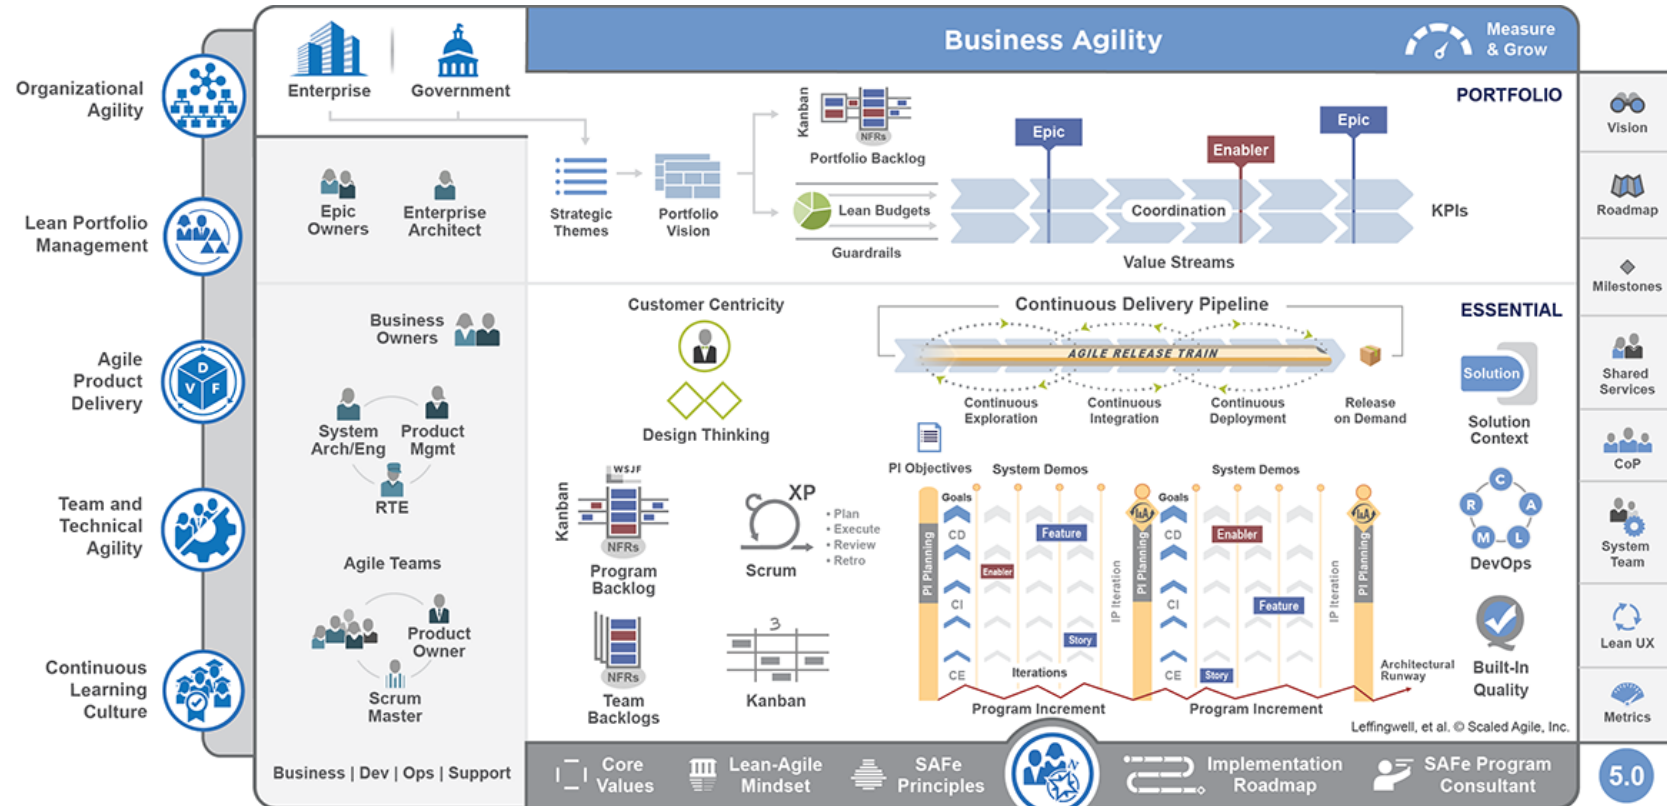 Organizational
Agility
Lean Portfolio
Management
Agile
Product
Delivery
D
V F
Team and
Technical
Agility
Continuous
Learning
Culture
Enterprise
Government
Business Agility
Measure
& Grow
PORTFOLIO
Epic
Owners
Enterprise
Architect
Strategic
Themes
Portfolio
Vision
Kanban
NFRs
Portfolio Backlog
Lean Budgets
Guardrails
Epic
Enabler
Epic
Coordination
Value Streams
KPIs
Business
Owners
System
Arch/Eng
Product
Mgmt
RTE
Agile Teams
Product
Owner
Scrum
Master
Business | Dev | Ops | Support
Customer Centricity
Design Thinking
Continuous Delivery Pipeline
ESSENTIAL
AGILE RELEASE TRAIN
Continuous
Exploration
Continuous
Integration
Continuous
Deployment
Release
on Demand
Solution
Solution
Context
Kanban
WSJF
NFRs
Program
Backlog
XP
• Plan
• Execute
• Review
• Retro
Scrum
NFRs
Team
Backlogs
3
Kanban
PI Objectives
System Demos
System Demos
PI Planning
Goals
CD
CI
CE
Feature
Enabler
Story
Iterations
IP Iteration
I&A
PI Planning
Goals
CD
CI
CE
Enabler
Feature
Story
IP Iteration
I&A
PI Planning
Program Increment
Program Increment
Architectural
Runway
C
R A
M L
DevOps
Built-In
Quality
Leffingwell, et al. © Scaled Agile, Inc.
Core
Values
Lean-Agile
Mindset
SAFe
Principles
N
Implementation
Roadmap
SAFe Program
Consultant
Vision
Roadmap
Milestones
Shared
Services
CoP
System
Team
Lean UX
Metrics
5.0